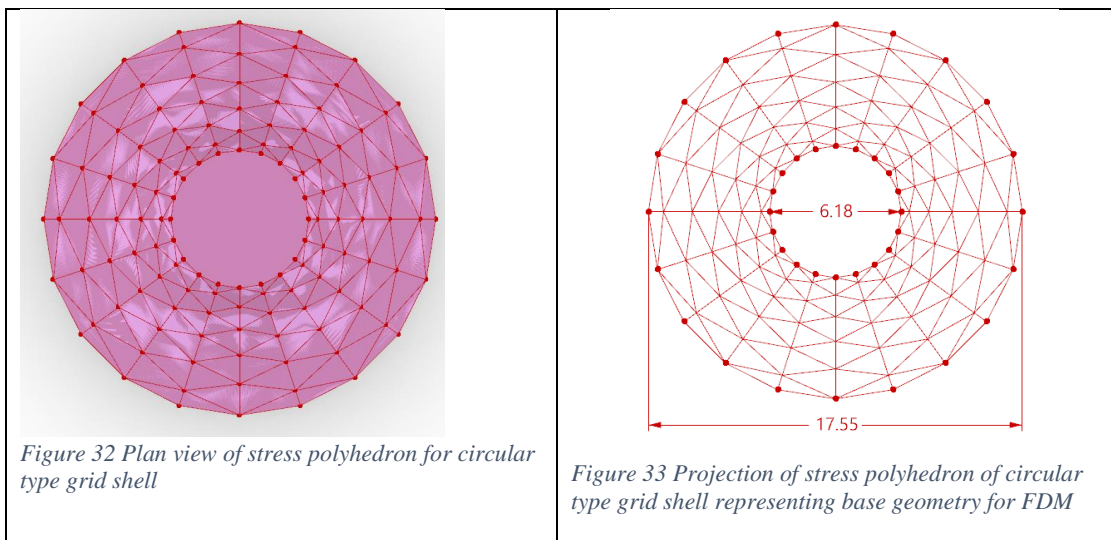 Figure 32 Plan view of stress polyhedron for circular
type grid shell
6.18
17.55
Figure 33 Projection of stress polyhedron of circular
type grid shell representing base geometry for FDM